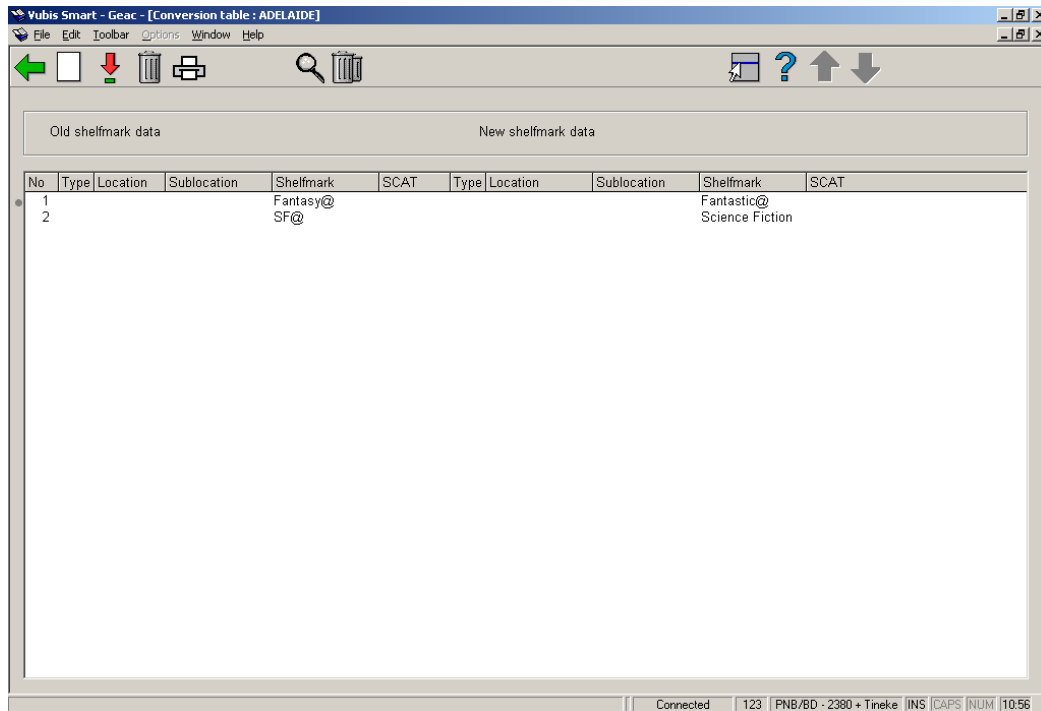 Vubis Smart - Geac - [Conversion table : ADELAIDE]
File Edit Toolbar Options Window Help
Old shelfmark data New shelfmark data
No Type Location Sublocation Shelfmark SCAT Type Location Sublocation Shelfmark SCAT
1 Fantasy@ Fantastic@
2 SF@ Science Fiction
Connected 123 PNB/BD - 2380 + Tineke INS CAPS NUM 10:56